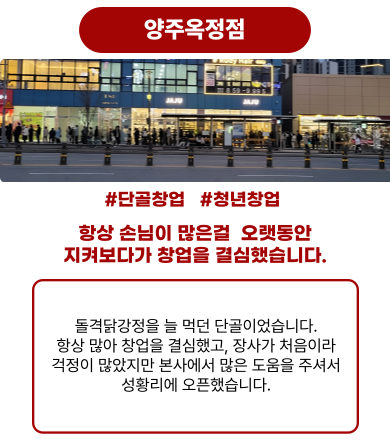 양주옥정점
JAJU
JAJU
#단골창업 #청년창업
항상 손님이 많은걸 오랫동안
지켜보다가 창업을 결심했습니다.
돌격닭강정을 늘 먹던 단골이었습니다.
항상 많아 창업을 결심했고, 장사가 처음이라
걱정이 많았지만 본사에서 많은 도움을 주셔서
성황리에 오픈했습니다.